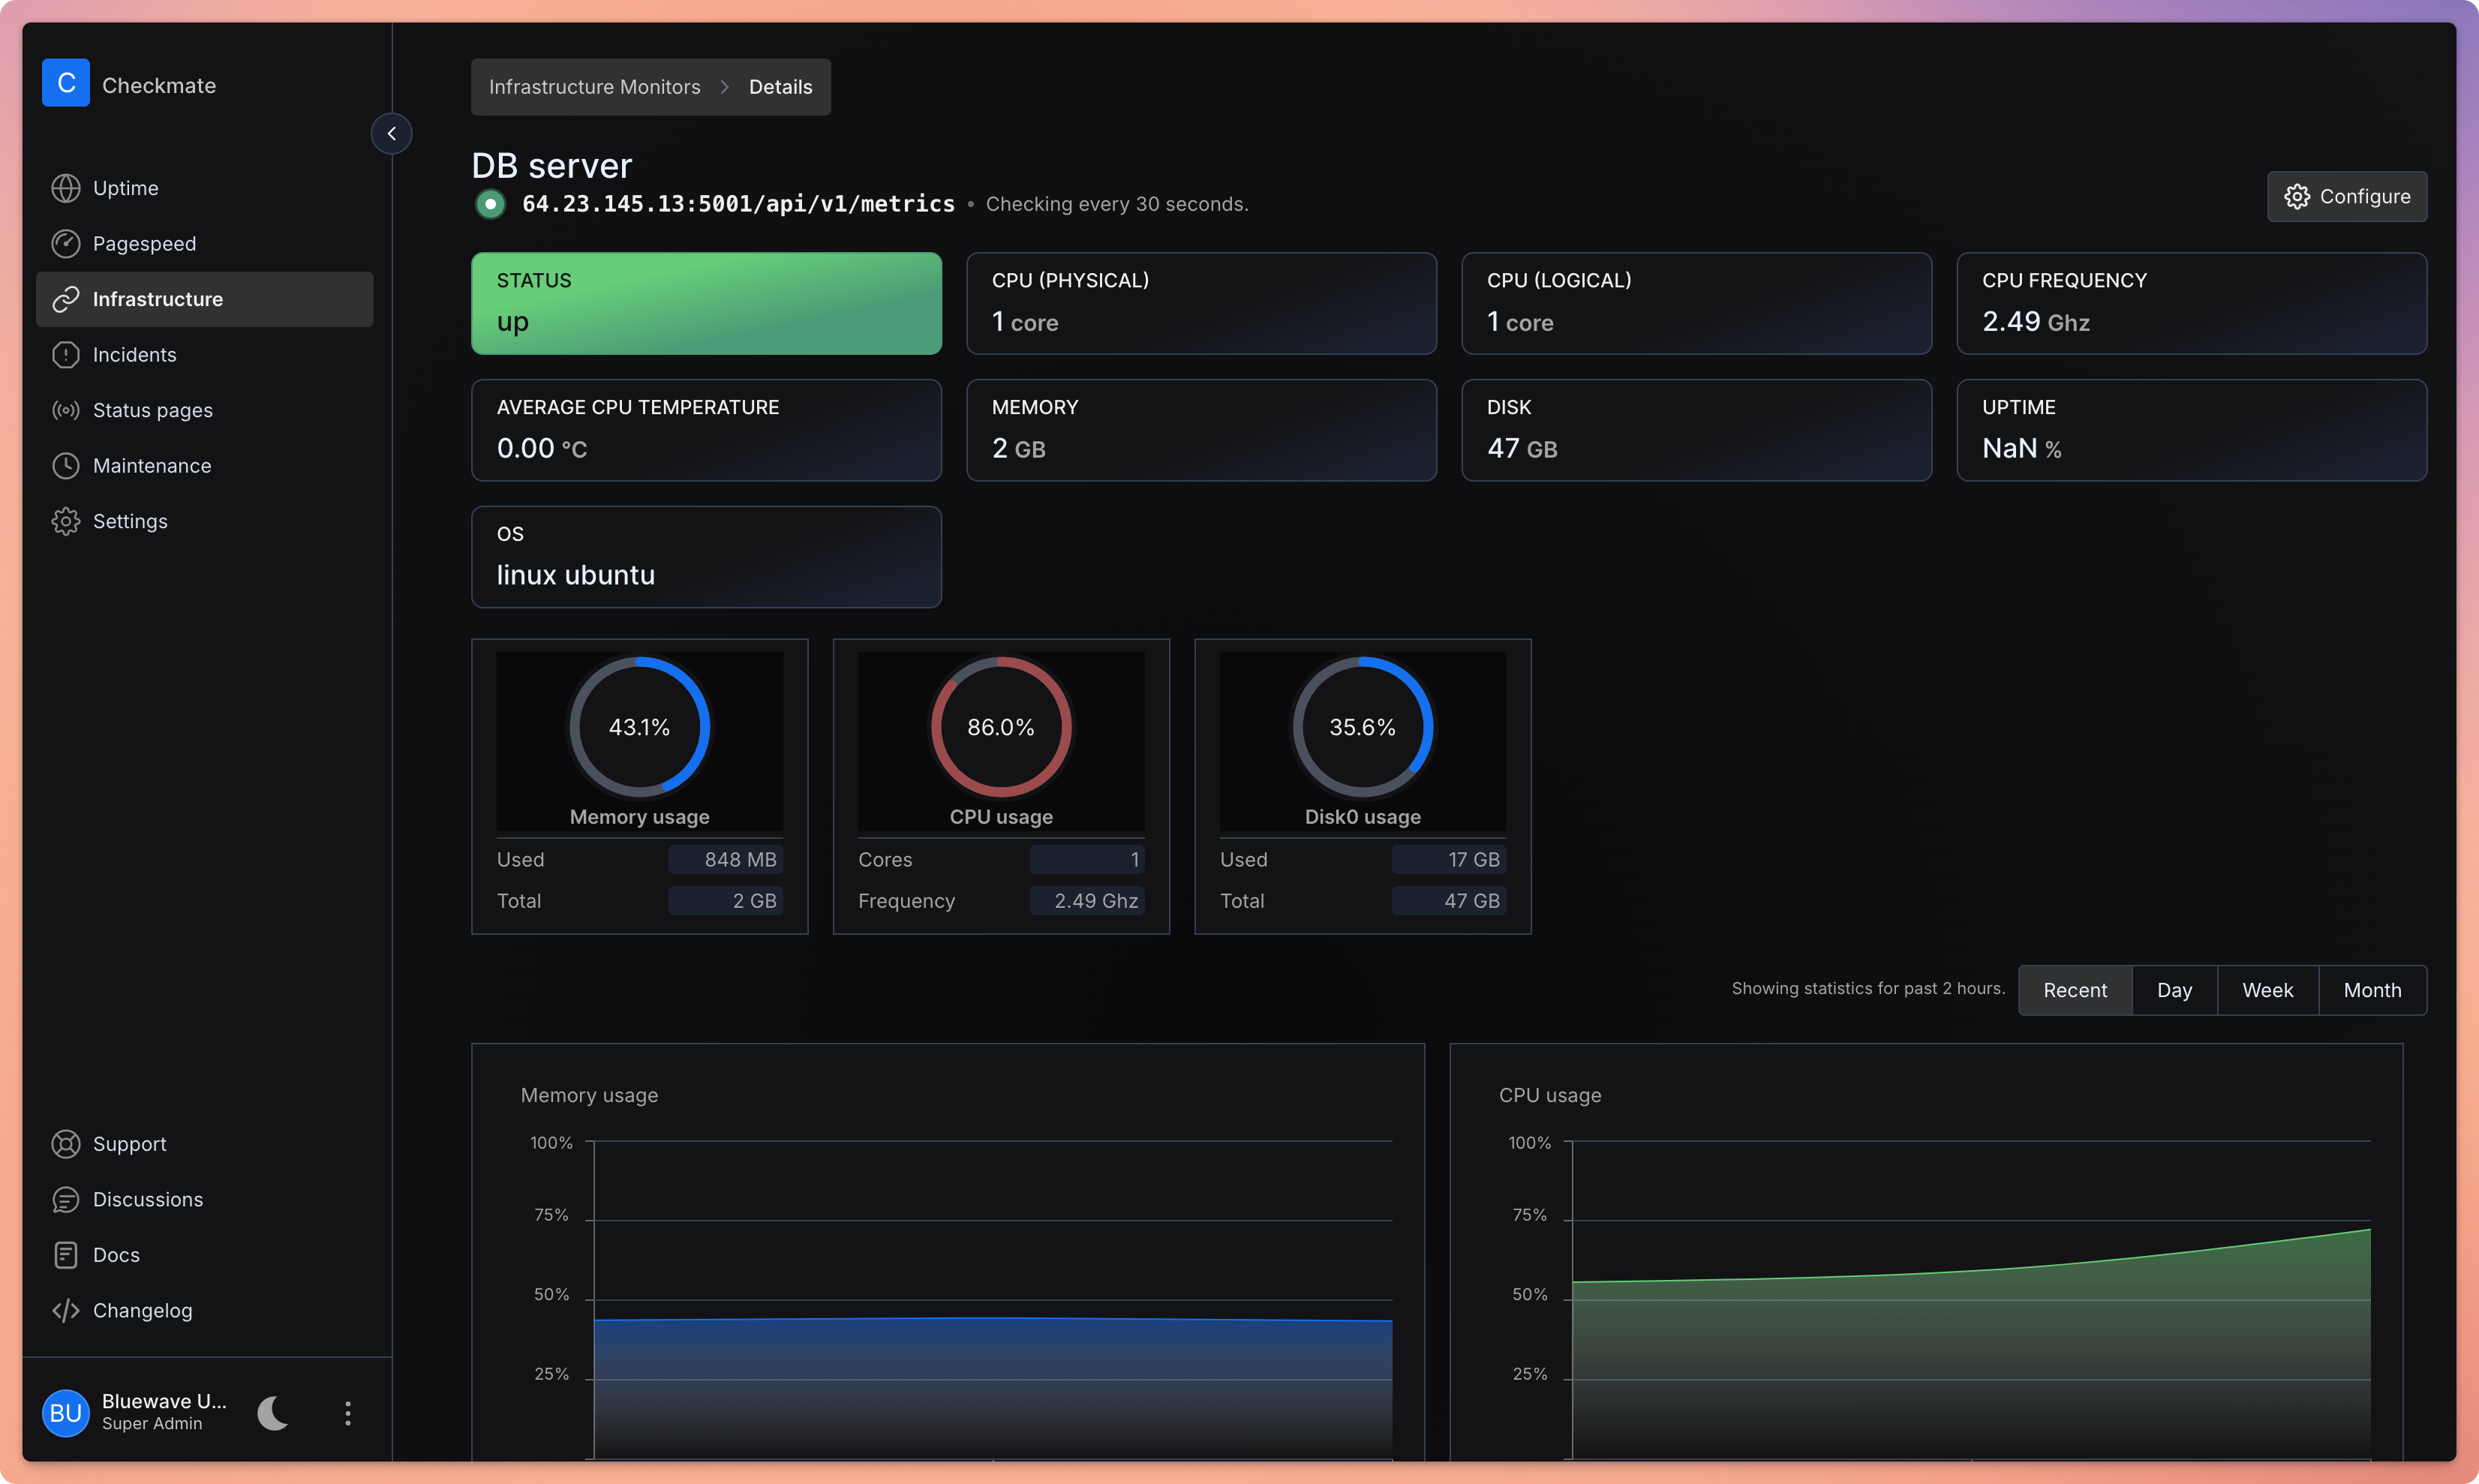 C Checkmate
Uptime
Pagespeed
Infrastructure
Incidents
Status pages
Maintenance
Settings
Support
Discussions
Docs
Changelog
BU
Bluewave U...
Super Admin
Infrastructure Monitors > Details
DB server
64.23.145.13:5001/api/v1/metrics • Checking every 30 seconds.
Configure
STATUS
up
CPU (PHYSICAL)
1 core
CPU (LOGICAL)
1 core
CPU FREQUENCY
2.49 Ghz
AVERAGE CPU TEMPERATURE
0.00 °C
MEMORY
2 GB
DISK
47 GB
UPTIME
NaN %
OS
linux ubuntu
43.1%
Memory usage
Used 848 MB
Total 2 GB
86.0%
CPU usage
Cores 1
Frequency 2.49 Ghz
35.6%
Disk0 usage
Used 17 GB
Total 47 GB
Showing statistics for past 2 hours.
Recent Day Week Month
Memory usage
100%
75%
50%
25%
CPU usage
100%
75%
50%
25%